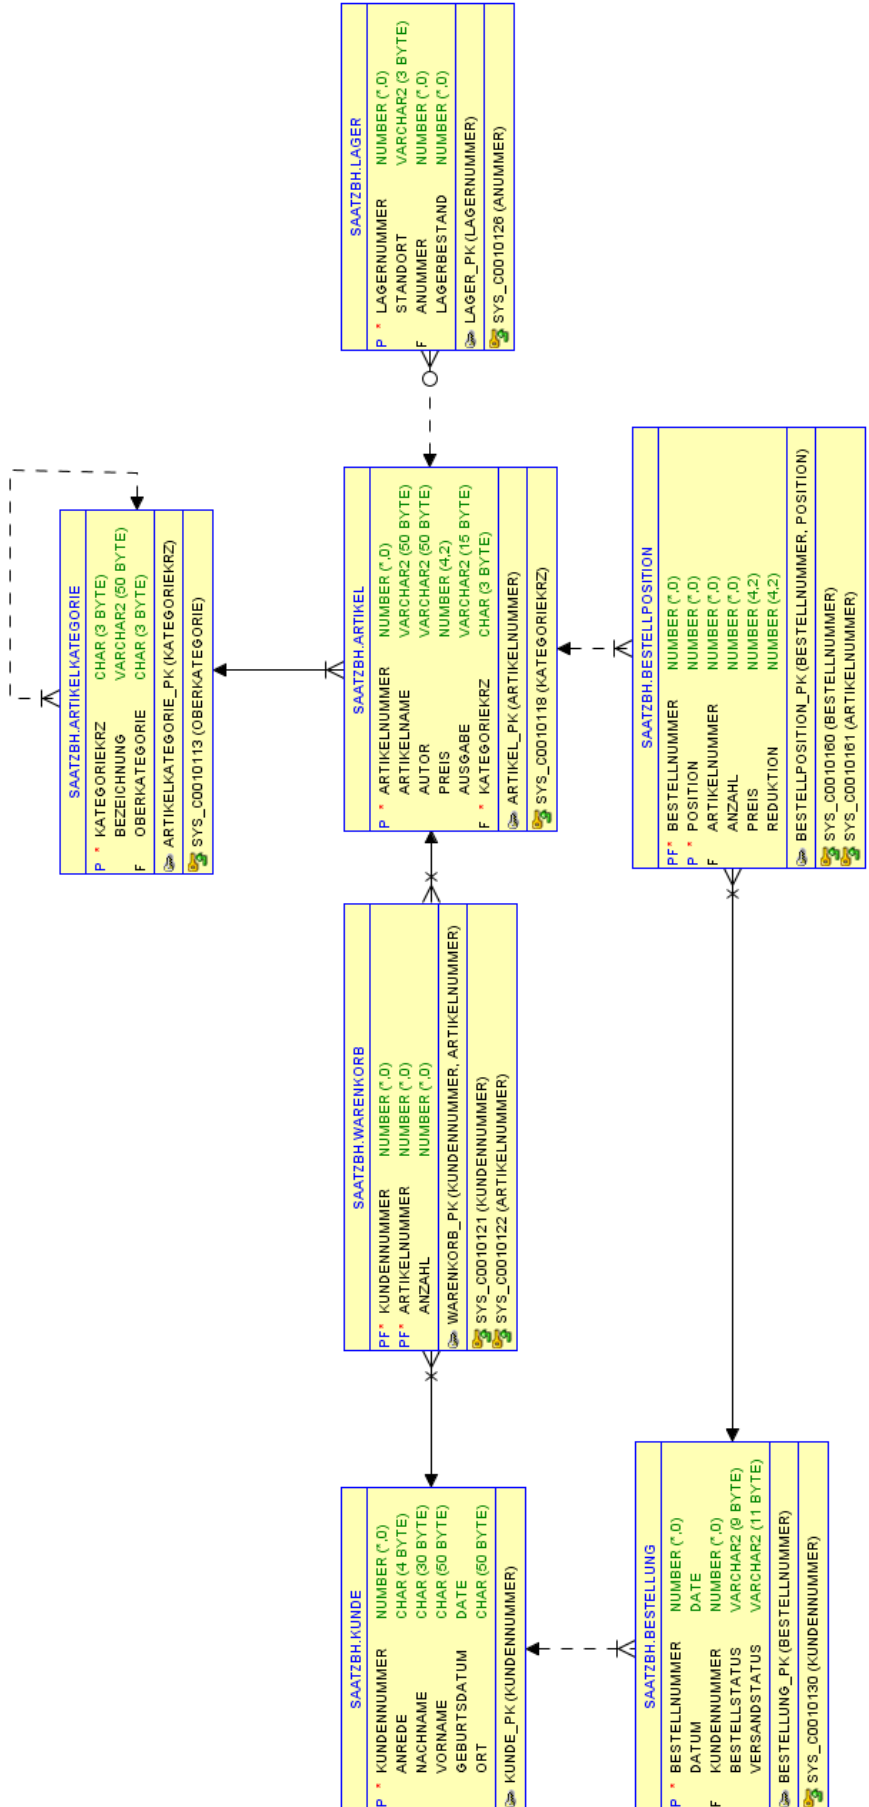 SAATZBH.LAGER
P * LAGERNUMMER NUMBER (*,0)
STANDORT VARCHAR2 (3 BYTE)
F ANUMMER NUMBER (*,0)
LAGERBESTAND NUMBER (*,0)
LAGER_PK (LAGERNUMMER)
SYS_C0010126 (ANUMMER)
SAATZBH.ARTIKELKATEGORIE
P * KATEGORIEKRZ CHAR (3 BYTE)
BEZEICHNUNG VARCHAR2 (50 BYTE)
F OBERKATEGORIE CHAR (3 BYTE)
ARTIKELKATEGORIE_PK (KATEGORIEKRZ)
SYS_C0010113 (OBERKATEGORIE)
SAATZBH.ARTIKEL
P * ARTIKELNUMMER NUMBER (*,0)
ARTIKELNAME VARCHAR2 (50 BYTE)
AUTOR VARCHAR2 (50 BYTE)
PREIS NUMBER (4,2)
AUSGABE VARCHAR2 (15 BYTE)
F * KATEGORIEKRZ CHAR (3 BYTE)
ARTIKEL_PK (ARTIKELNUMMER)
SYS_C0010118 (KATEGORIEKRZ)
SAATZBH.BESTELLPOSITION
PF* BESTELLNUMMER NUMBER (*,0)
P * POSITION NUMBER (*,0)
F ARTIKELNUMMER NUMBER (*,0)
ANZAHL NUMBER (*,0)
PREIS NUMBER (4,2)
REDUKTION NUMBER (4,2)
BESTELLPOSITION_PK (BESTELLNUMMER, POSITION)
SYS_C0010160 (BESTELLNUMMER)
SYS_C0010161 (ARTIKELNUMMER)
SAATZBH.WARENKORB
PF* KUNDENNUMMER NUMBER (*,0)
PF* ARTIKELNUMMER NUMBER (*,0)
ANZAHL NUMBER (*,0)
WARENKORB_PK (KUNDENNUMMER, ARTIKELNUMMER)
SYS_C0010121 (KUNDENNUMMER)
SYS_C0010122 (ARTIKELNUMMER)
SAATZBH.KUNDE
P * KUNDENNUMMER NUMBER (*,0)
ANREDE CHAR (4 BYTE)
NACHNAME CHAR (30 BYTE)
VORNAME CHAR (50 BYTE)
GEBURTSDATUM DATE
ORT CHAR (50 BYTE)
KUNDE_PK (KUNDENNUMMER)
SAATZBH.BESTELLUNG
P * BESTELLNUMMER NUMBER (*,0)
DATUM DATE
F KUNDENNUMMER NUMBER (*,0)
BESTELLSTATUS VARCHAR2 (9 BYTE)
VERSANDSTATUS VARCHAR2 (11 BYTE)
BESTELLUNG_PK (BESTELLNUMMER)
SYS_C0010130 (KUNDENNUMMER)